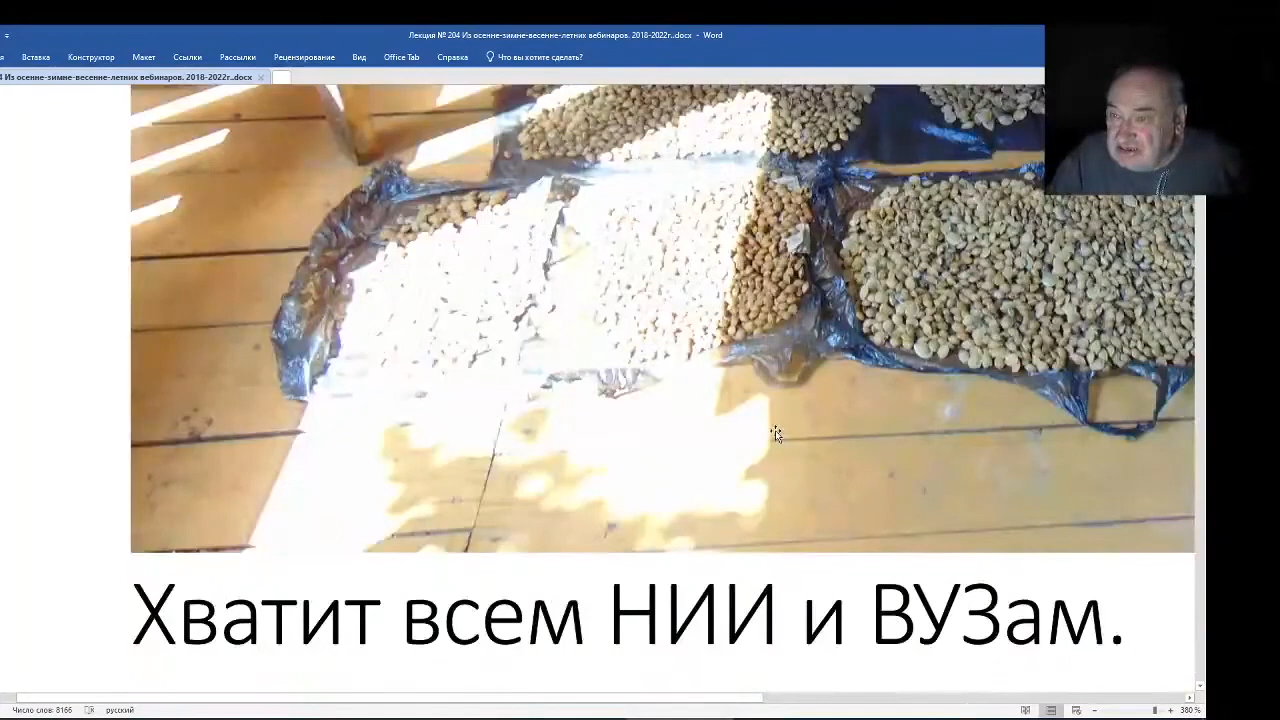 Лекция № 204 Из осенне-зимне-весенне-летних вебинаров. 2018-2022г..docx - Word
Вставка Конструктор Макет Ссылки Рассылки Рецензирование Вид Office Tab Справка Что вы хотите сделать?
4 Из осенне-зимне-весенне-летних вебинаров. 2018-2022г..docx
Хватит всем НИИ и ВУЗам.
Число слов: 8166 русский 380 %